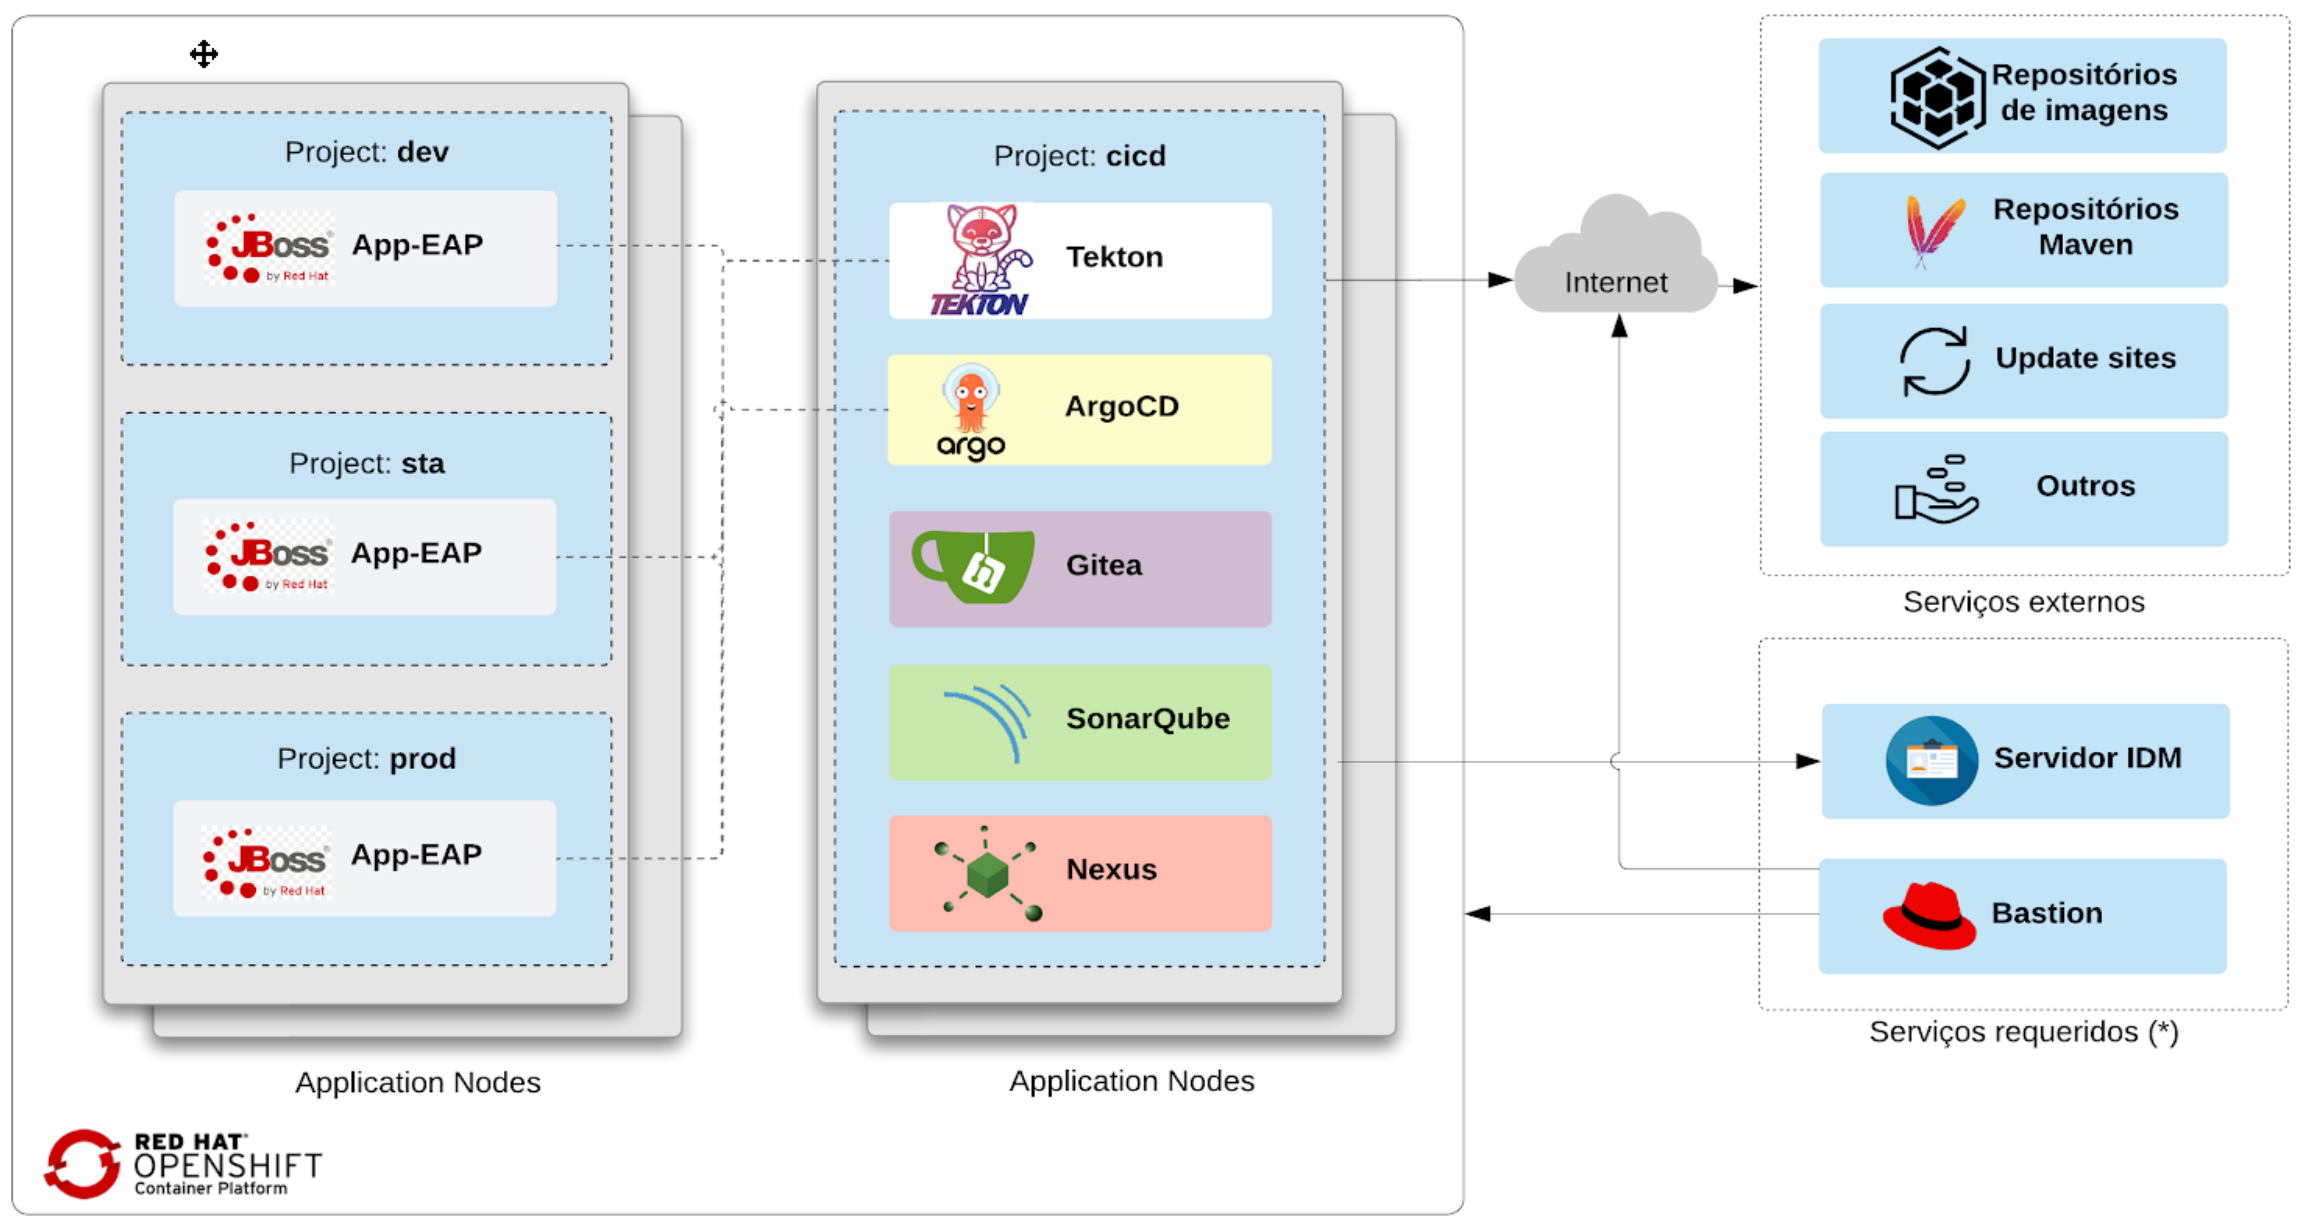 Project: dev
JBoss
by Red Hat
App-EAP
Project: sta
JBoss
by Red Hat
App-EAP
Project: prod
JBoss
by Red Hat
App-EAP
Application Nodes
Project: cicd
TEKTON
Tekton
argo
ArgoCD
Gitea
SonarQube
Nexus
Application Nodes
RED HAT
OPENSHIFT
Container Platform
Internet
Repositórios
de imagens
Repositórios
Maven
Update sites
Outros
Serviços externos
Servidor IDM
Bastion
Serviços requeridos (*)